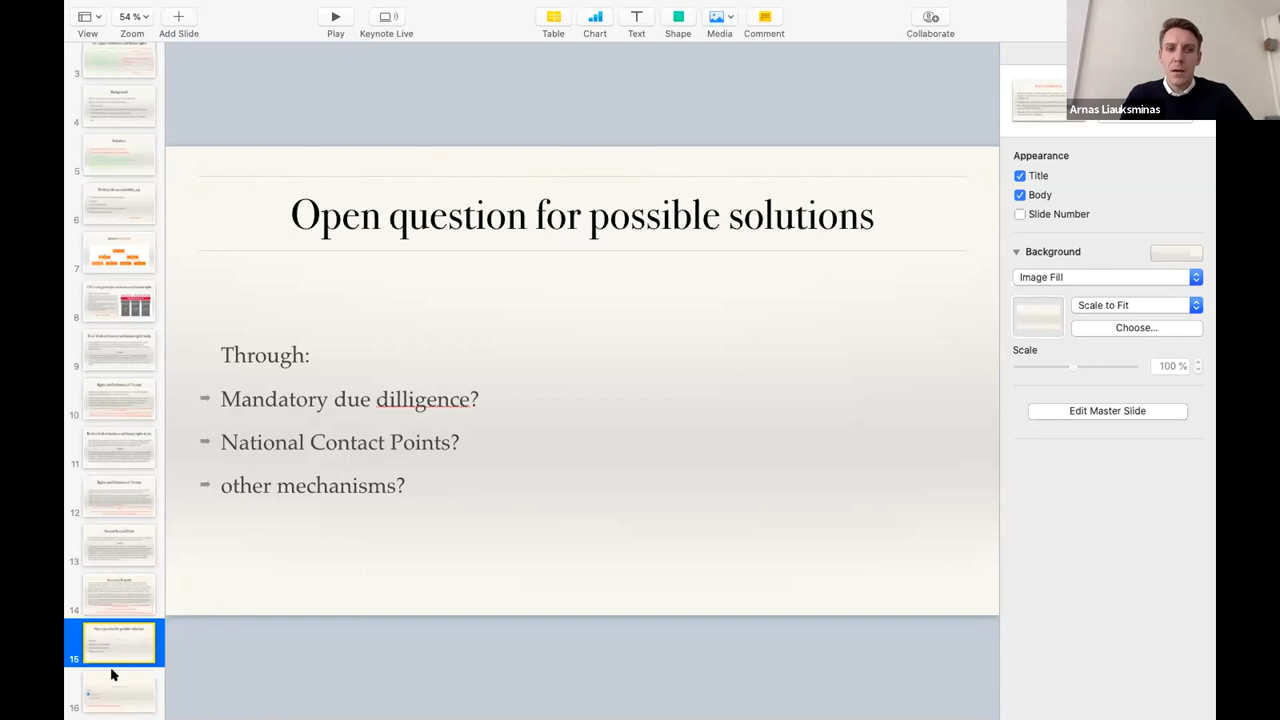 View
54 %
Zoom
Add Slide
Play
Keynote Live
Table
Chart
Text
Shape
Media
Comment
Collaborate
Arnas Liauksminas
3
4
Background
5
6
7
8
9
10
11
12
13
14
15
16
Open question for possible solutions
Through:
Mandatory due dilligence?
National Contact Points?
other mechanisms?
Appearance
Title
Body
Slide Number
Background
Image Fill
Scale to Fit
Choose...
Scale
100 %
Edit Master Slide